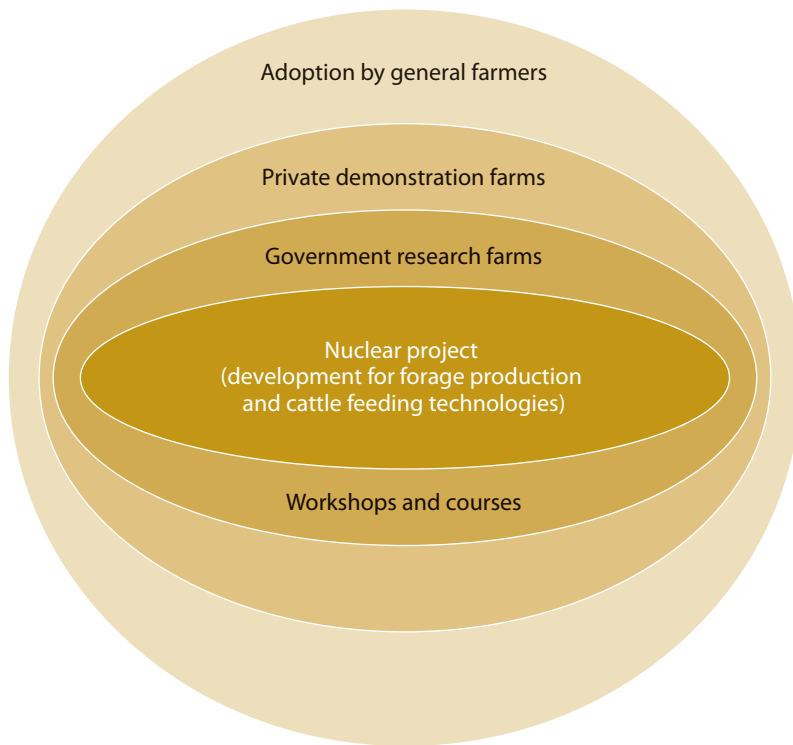 Adoption by general farmers
Private demonstration farms
Government research farms
Nuclear project
(development for forage production
and cattle feeding technologies)
Workshops and courses